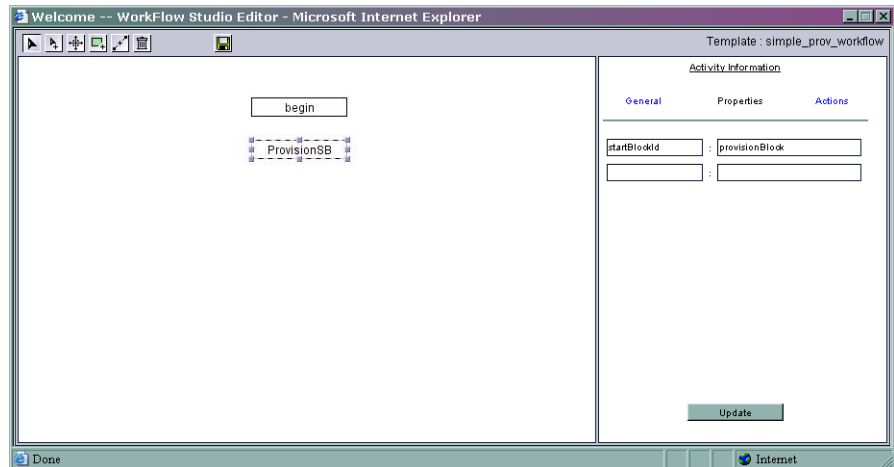 Welcome -- WorkFlow Studio Editor - Microsoft Internet Explorer
Template : simple_prov_workflow
begin
ProvisionSB
Activity Information
General Properties Actions
startBlockId : provisionBlock
:
Update
Done
Internet